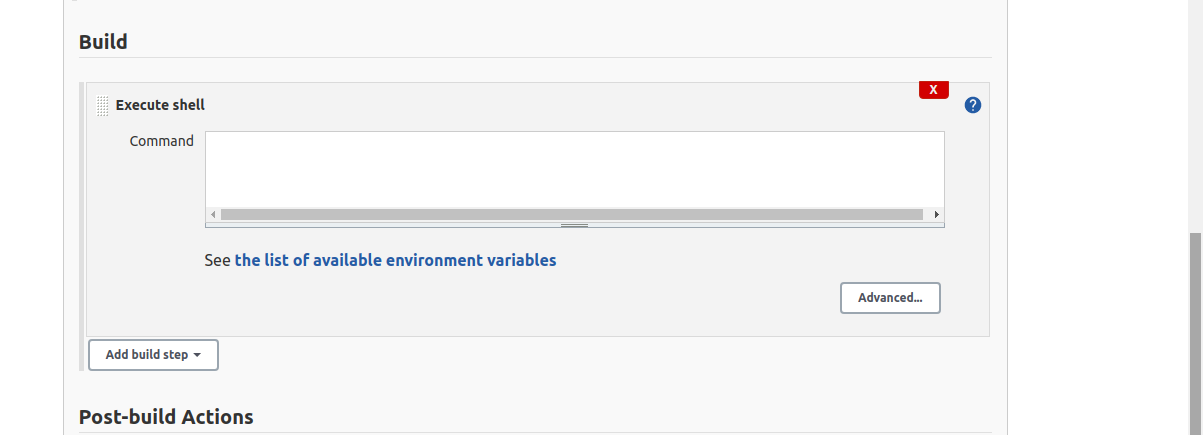 Build
X
Execute shell
?
Command
See the list of available environment variables
Advanced...
Add build step
Post-build Actions